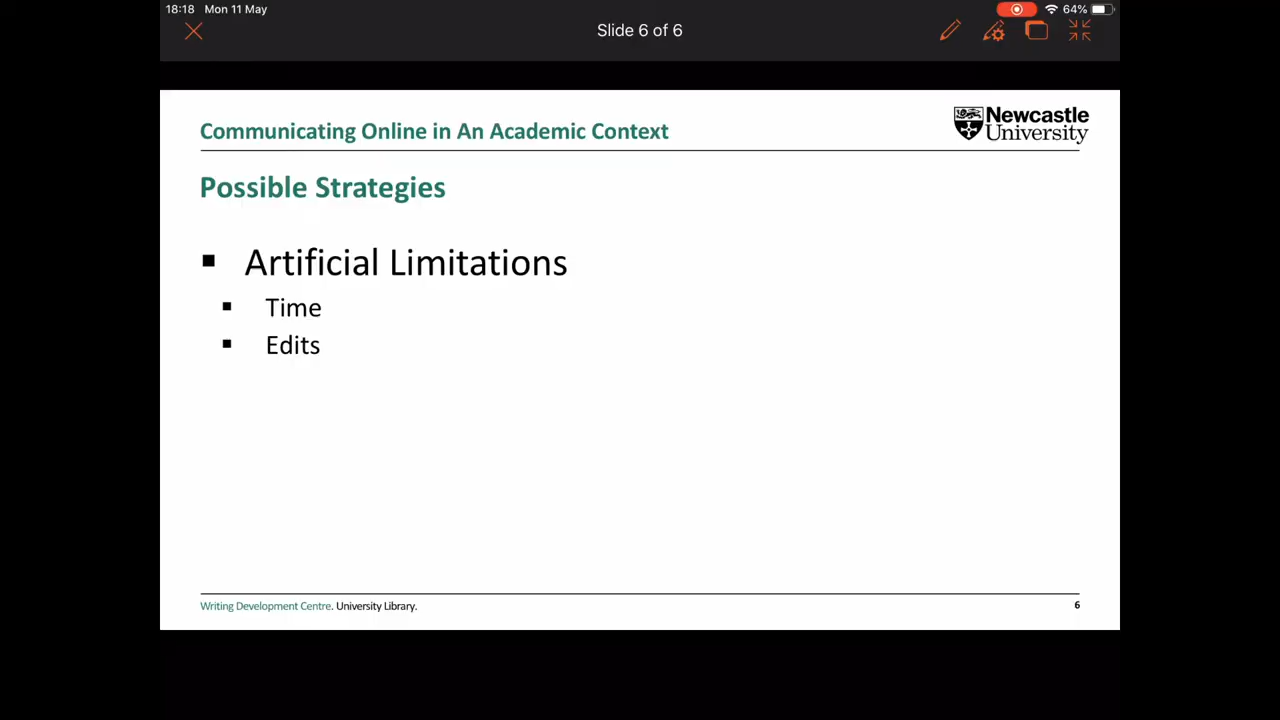 18:18 Mon 11 May
64%
Slide 6 of 6
Communicating Online in An Academic Context
Newcastle
University
Possible Strategies
▪ Artificial Limitations
▪ Time
▪ Edits
Writing Development Centre. University Library.
6